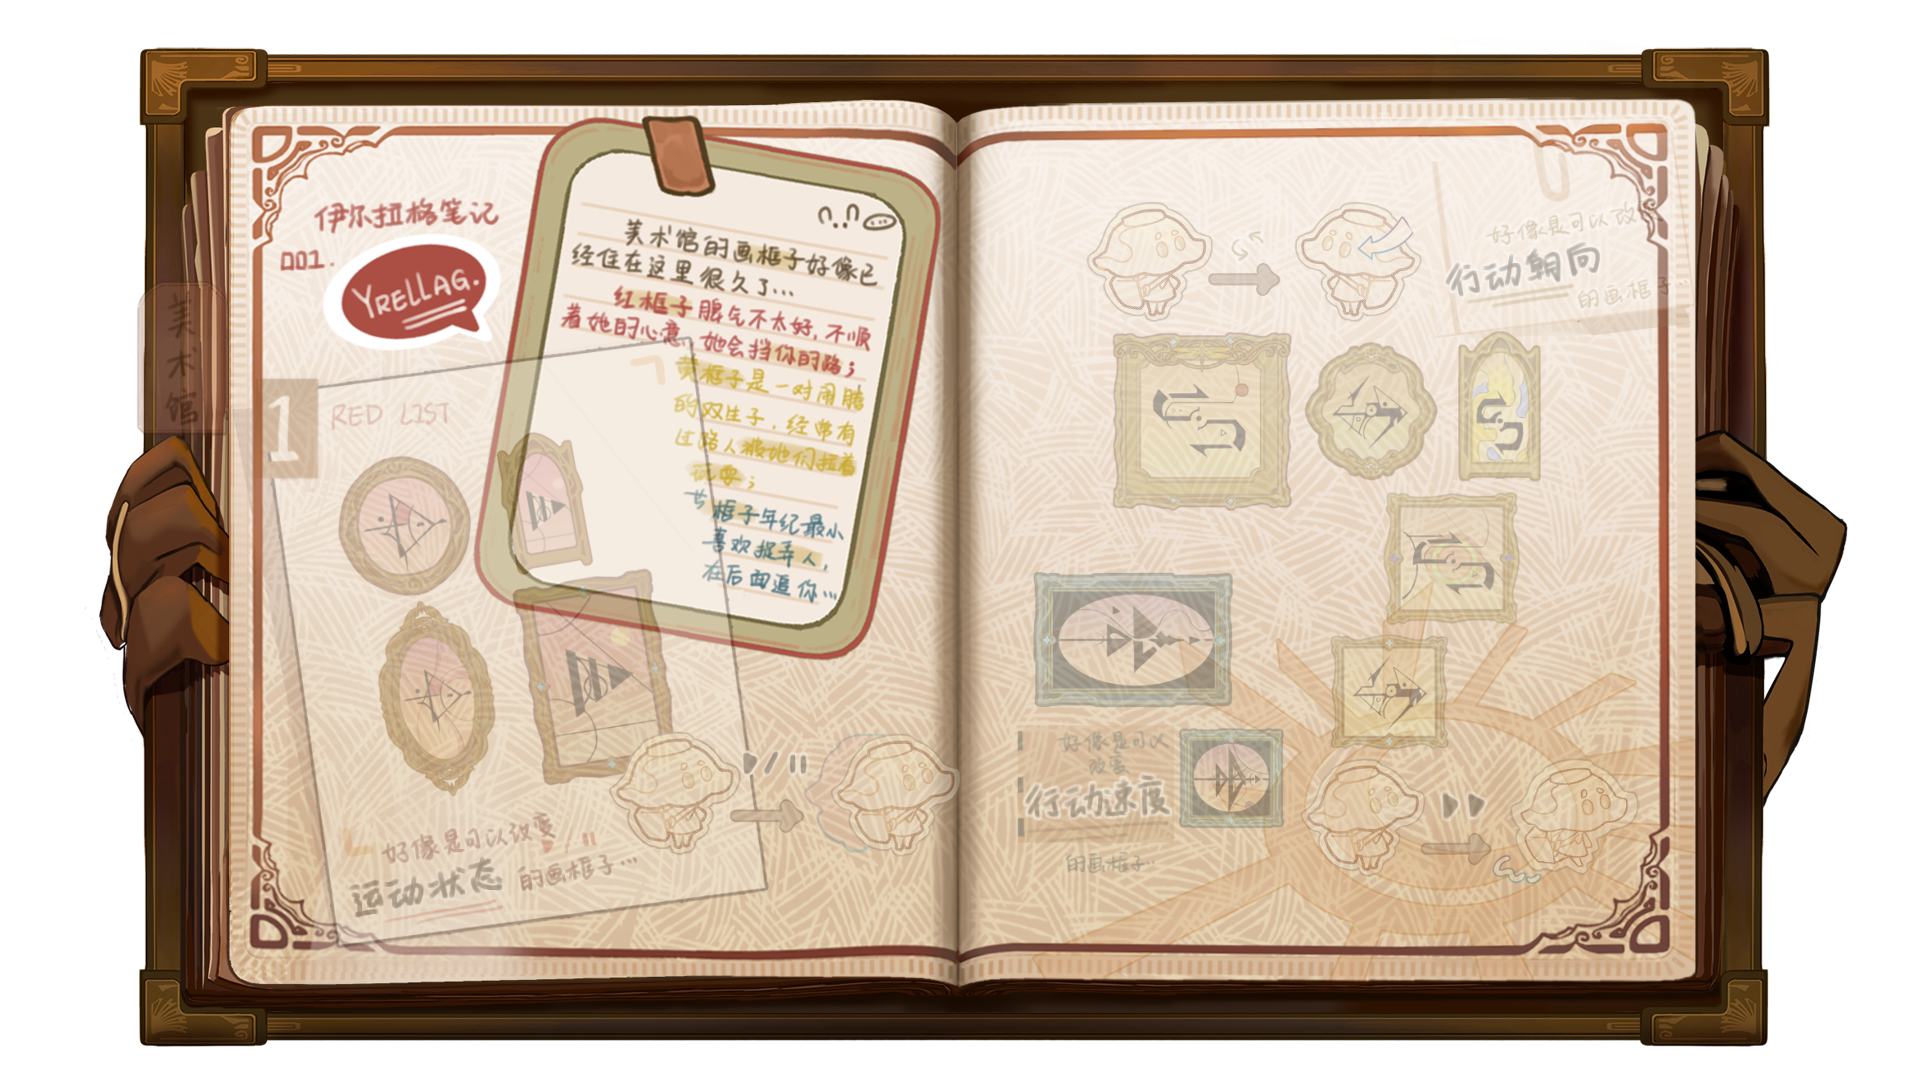 伊尔拉格笔记
001.
YRELLAG.
美术馆
美术馆的画框子好像已
经住在这里很久了...
红框子脾气不太好,不顺
着她的心意,她会挡你的路;
黄框子是一对闹腾
的双生子,经常有
过路人被她们拉着
玩耍;
框子年纪最小
喜欢捉弄人,
在后面追你...
1
RED LIST
好像是可以改变
运动状态 的画框子...
好像是可以改
行动朝向
的画框子...
好像是可以
改变
行动速度
的画框子...